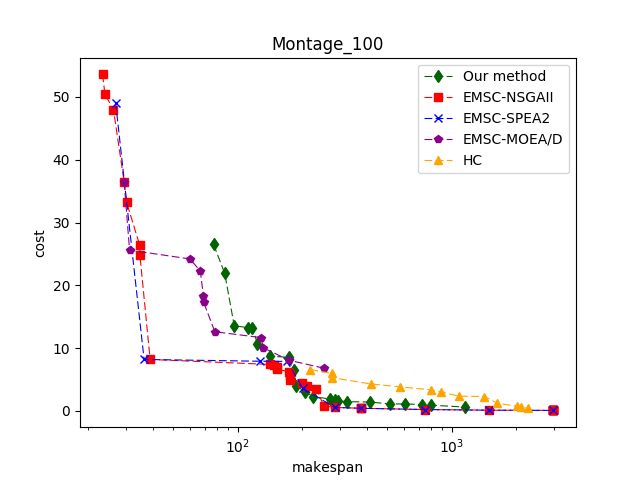 Montage_100
Our method
EMSC-NSGAII
EMSC-SPEA2
EMSC-MOEA/D
HC
50
40
30
20
10
0
cost
10²
10³
makespan